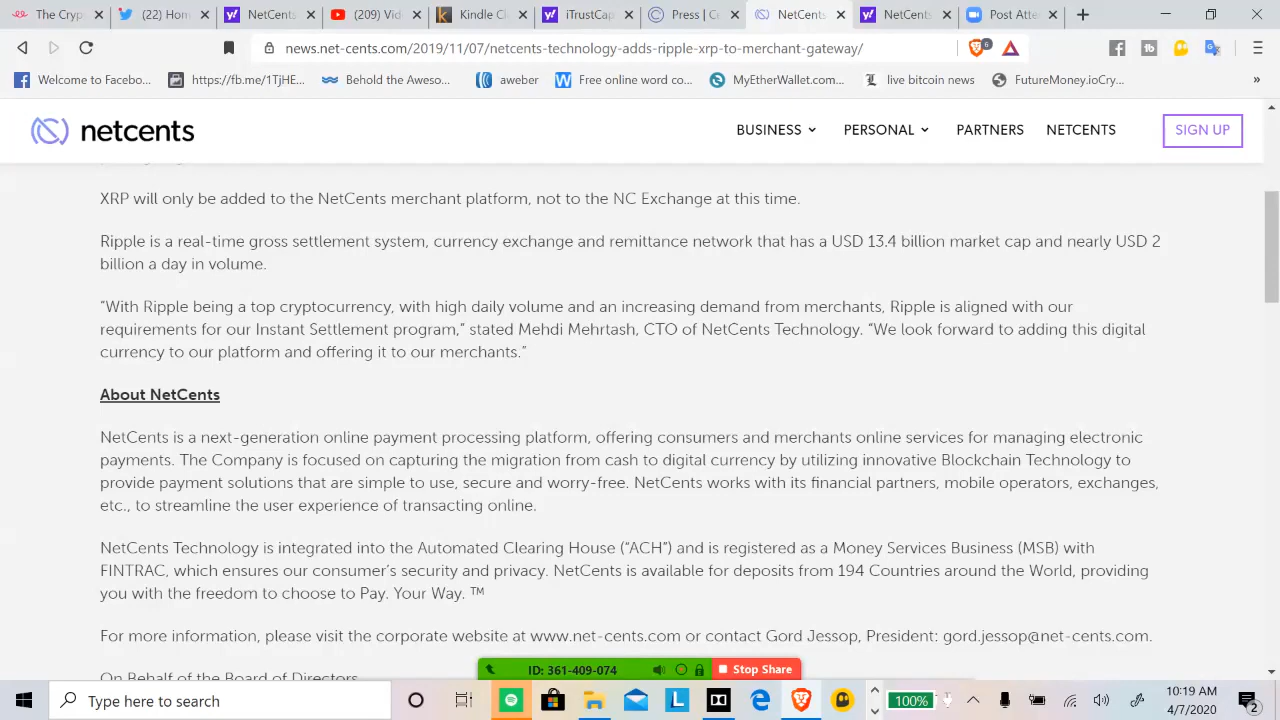 The Cryp
NetCents
(209) Vid
NetCents
Kindle Cl
iTrustCap
Press Ce
NetCents
NetCents
Post Atte
news.net-cents.com/2019/11/07/netcents-technology-adds-ripple-xrp-to-merchant-gateway/
6
Welcome to Facebo...
https://fb.me/1TjHE...
Behold the Aweso...
aweber
Free online word co...
MyEtherWallet.com...
live bitcoin news
FutureMoney.ioCry...
netcents
BUSINESS
PERSONAL
PARTNERS
NETCENTS
SIGN UP
XRP will only be added to the NetCents merchant platform, not to the NC Exchange at this time.
Ripple is a real-time gross settlement system, currency exchange and remittance network that has a USD 13.4 billion market cap and nearly USD 2
billion a day in volume.
“With Ripple being a top cryptocurrency, with high daily volume and an increasing demand from merchants, Ripple is aligned with our
requirements for our Instant Settlement program,” stated Mehdi Mehrtash, CTO of NetCents Technology. “We look forward to adding this digital
currency to our platform and offering it to our merchants.”
About NetCents
NetCents is a next-generation online payment processing platform, offering consumers and merchants online services for managing electronic
payments. The Company is focused on capturing the migration from cash to digital currency by utilizing innovative Blockchain Technology to
provide payment solutions that are simple to use, secure and worry-free. NetCents works with its financial partners, mobile operators, exchanges,
etc., to streamline the user experience of transacting online.
NetCents Technology is integrated into the Automated Clearing House (“ACH”) and is registered as a Money Services Business (MSB) with
FINTRAC, which ensures our consumer’s security and privacy. NetCents is available for deposits from 194 Countries around the World, providing
you with the freedom to choose to Pay. Your Way. ™
For more information, please visit the corporate website at www.net-cents.com or contact Gord Jessop, President: gord.jessop@net-cents.com.
On Behalf of the Board of Directors
ID: 361-409-074
Stop Share
Type here to search
100%
10:19 AM
4/7/2020
2